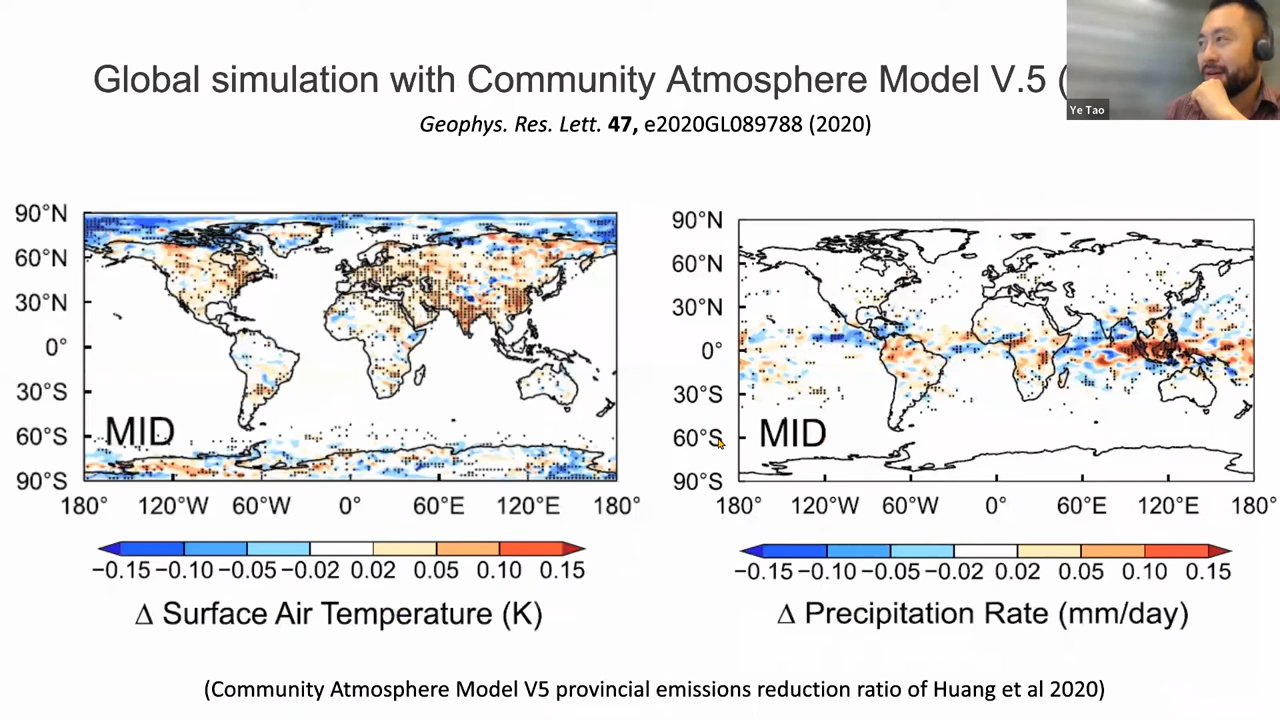 Global simulation with Community Atmosphere Model V.5 (
Ye Tao
Geophys. Res. Lett. 47, e2020GL089788 (2020)
90°N
60°N
30°N
0°
30°S
60°S
90°S
MID
180° 120°W 60°W 0° 60°E 120°E 180°
−0.15 −0.10 −0.05 −0.02 0.02 0.05 0.10 0.15
Δ Surface Air Temperature (K)
90°N
60°N
30°N
0°
30°S
60°S
90°S
MID
180° 120°W 60°W 0° 60°E 120°E 180°
−0.15 −0.10 −0.05 −0.02 0.02 0.05 0.10 0.15
Δ Precipitation Rate (mm/day)
(Community Atmosphere Model V5 provincial emissions reduction ratio of Huang et al 2020)